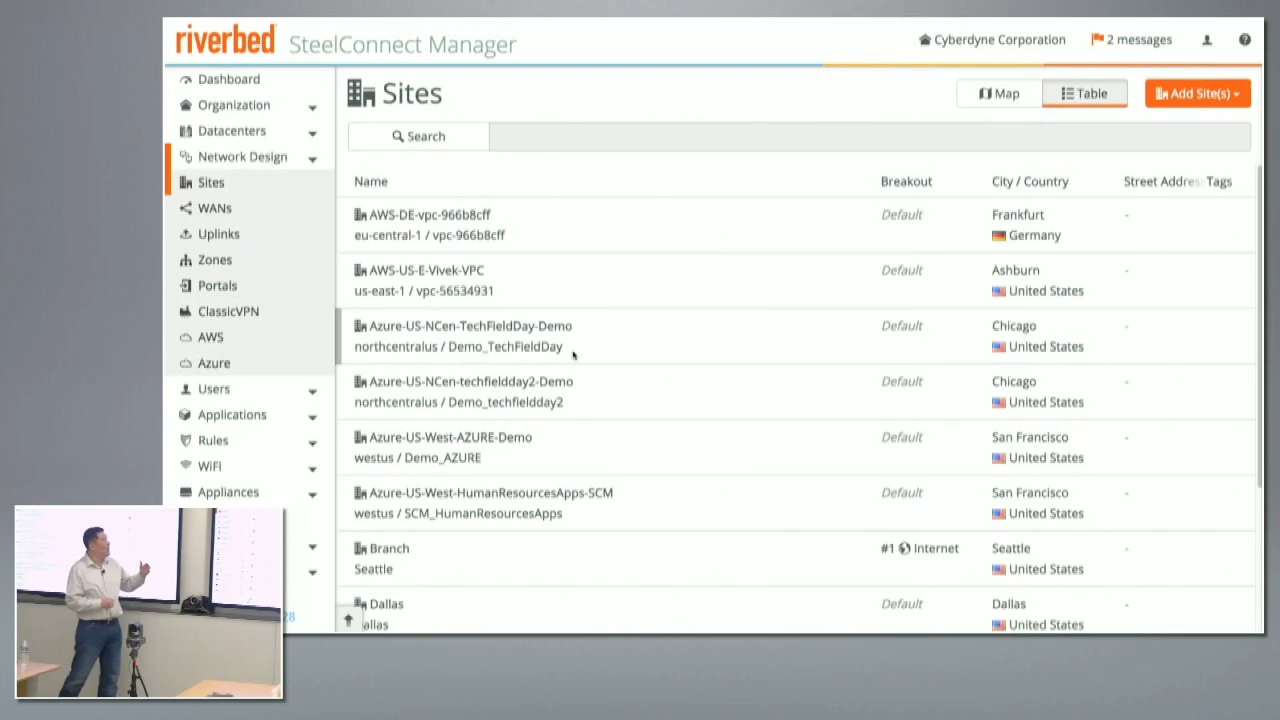 riverbed SteelConnect Manager
Cyberdyne Corporation 2 messages
Dashboard
Organization
Datacenters
Network Design
Sites
WANs
Uplinks
Zones
Portals
ClassicVPN
AWS
Azure
Users
Applications
Rules
WiFi
Appliances
28
Sites
Map Table Add Site(s)
Search
Name Breakout City / Country Street Addres Tags
AWS-DE-vpc-966b8cff Default Frankfurt -
eu-central-1 / vpc-966b8cff Germany
AWS-US-E-Vivek-VPC Default Ashburn -
us-east-1 / vpc-56534931 United States
Azure-US-NCen-TechFieldDay-Demo Default Chicago -
northcentralus / Demo_TechFieldDay United States
Azure-US-NCen-techfieldday2-Demo Default Chicago -
northcentralus / Demo_techfieldday2 United States
Azure-US-West-AZURE-Demo Default San Francisco -
westus / Demo_AZURE United States
Azure-US-West-HumanResourcesApps-SCM Default San Francisco -
westus / SCM_HumanResourcesApps United States
Branch #1 Internet Seattle -
Seattle United States
Dallas Default Dallas -
allas United States